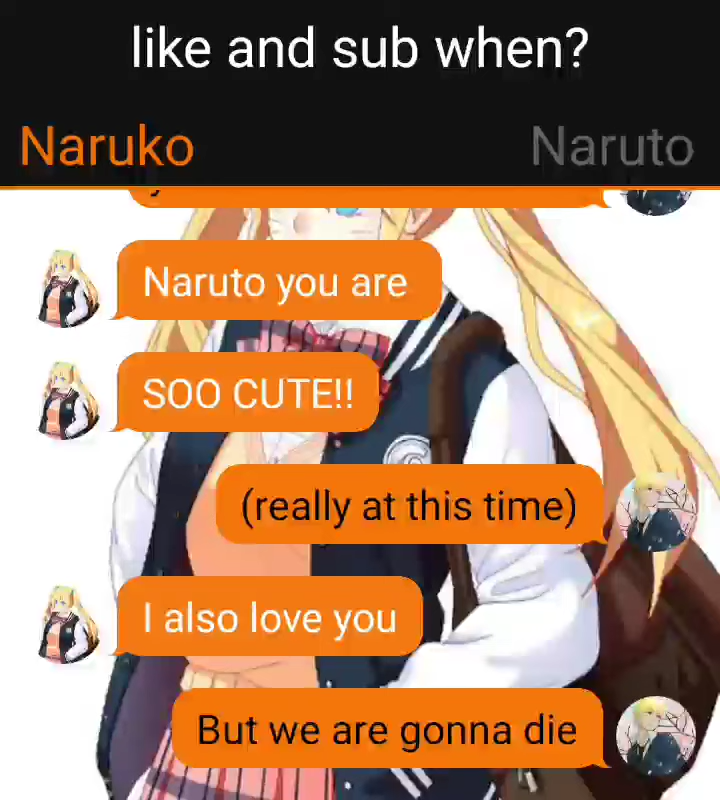 like and sub when?
Naruko
Naruto
Naruto you are
SOO CUTE!!
(really at this time)
I also love you
But we are gonna die